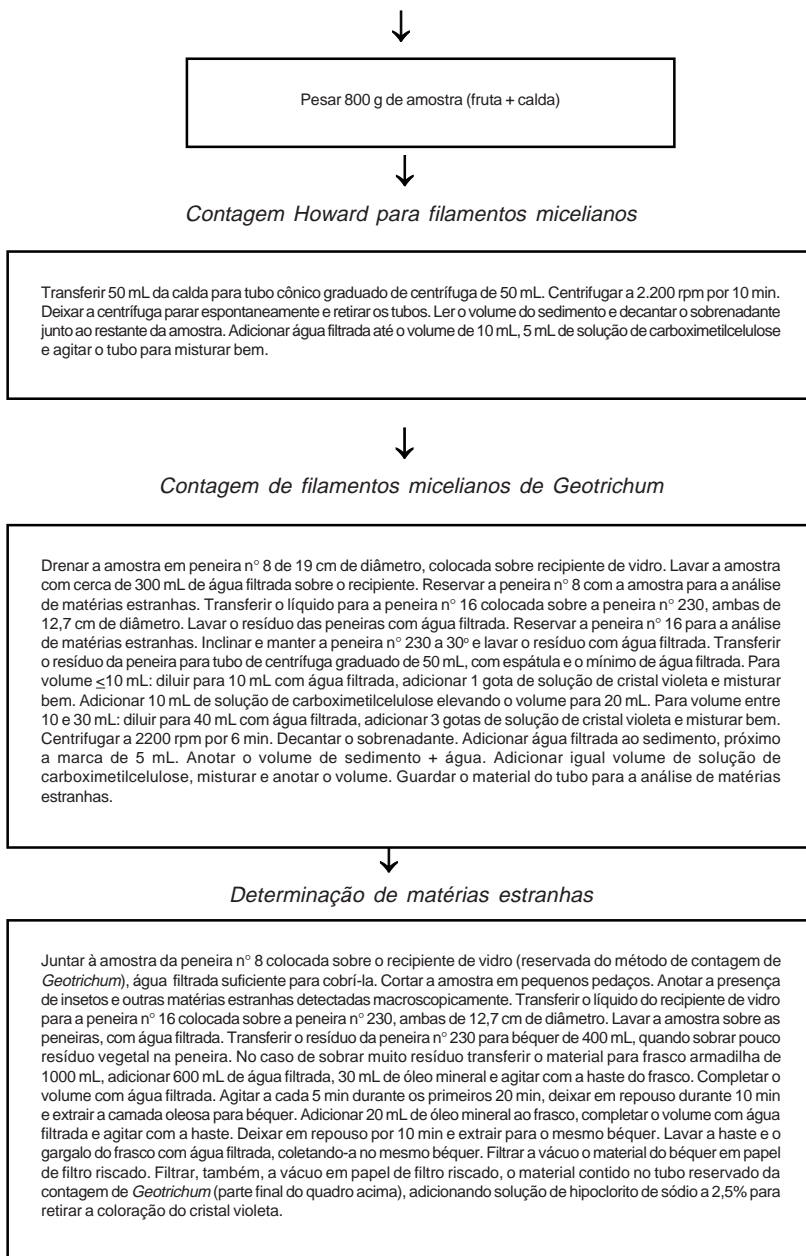 Pesar 800 g de amostra (fruta + calda)
Contagem Howard para filamentos micelianos
Transferir 50 mL da calda para tubo cônico graduado de centrífuga de 50 mL. Centrifugar a 2.200 rpm por 10 min.
Deixar a centrífuga parar espontaneamente e retirar os tubos. Ler o volume do sedimento e decantar o sobrenadante
junto ao restante da amostra. Adicionar água filtrada até o volume de 10 mL, 5 mL de solução de carboximetilcelulose
e agitar o tubo para misturar bem.
Contagem de filamentos micelianos de Geotrichum
Drenar a amostra em peneira n° 8 de 19 cm de diâmetro, colocada sobre recipiente de vidro. Lavar a amostra
com cerca de 300 mL de água filtrada sobre o recipiente. Reservar a peneira n° 8 com a amostra para a análise
de matérias estranhas. Transferir o líquido para a peneira n° 16 colocada sobre a peneira n° 230, ambas de
12,7 cm de diâmetro. Lavar o resíduo das peneiras com água filtrada. Reservar a peneira n° 16 para a análise
de matérias estranhas. Inclinar e manter a peneira n° 230 a 30º e lavar o resíduo com água filtrada. Transferir
o resíduo da peneira para tubo de centrífuga graduado de 50 mL, com espátula e o mínimo de água filtrada. Para
volume ≤10 mL: diluir para 10 mL com água filtrada, adicionar 1 gota de solução de cristal violeta e misturar
bem. Adicionar 10 mL de solução de carboximetilcelulose elevando o volume para 20 mL. Para volume entre
10 e 30 mL: diluir para 40 mL com água filtrada, adicionar 3 gotas de solução de cristal violeta e misturar bem.
Centrifugar a 2200 rpm por 6 min. Decantar o sobrenadante. Adicionar água filtrada ao sedimento, próximo
a marca de 5 mL. Anotar o volume de sedimento + água. Adicionar igual volume de solução de
carboximetilcelulose, misturar e anotar o volume. Guardar o material do tubo para a análise de matérias
estranhas.
Determinação de matérias estranhas
Juntar à amostra da peneira n° 8 colocada sobre o recipiente de vidro (reservada do método de contagem de
Geotrichum), água filtrada suficiente para cobrí-la. Cortar a amostra em pequenos pedaços. Anotar a presença
de insetos e outras matérias estranhas detectadas macroscopicamente. Transferir o líquido do recipiente de vidro
para a peneira n° 16 colocada sobre a peneira n° 230, ambas de 12,7 cm de diâmetro. Lavar a amostra sobre as
peneiras, com água filtrada. Transferir o resíduo da peneira n° 230 para béquer de 400 mL, quando sobrar pouco
resíduo vegetal na peneira. No caso de sobrar muito resíduo transferir o material para frasco armadilha de
1000 mL, adicionar 600 mL de água filtrada, 30 mL de óleo mineral e agitar com a haste do frasco. Completar o
volume com água filtrada. Agitar a cada 5 min durante os primeiros 20 min, deixar em repouso durante 10 min
e extrair a camada oleosa para béquer. Adicionar 20 mL de óleo mineral ao frasco, completar o volume com água
filtrada e agitar com a haste. Deixar em repouso por 10 min e extrair para o mesmo béquer. Lavar a haste e o
gargalo do frasco com água filtrada, coletando-a no mesmo béquer. Filtrar a vácuo o material do béquer em papel
de filtro riscado. Filtrar, também, a vácuo em papel de filtro riscado, o material contido no tubo reservado da
contagem de Geotrichum (parte final do quadro acima), adicionando solução de hipoclorito de sódio a 2,5% para
retirar a coloração do cristal violeta.